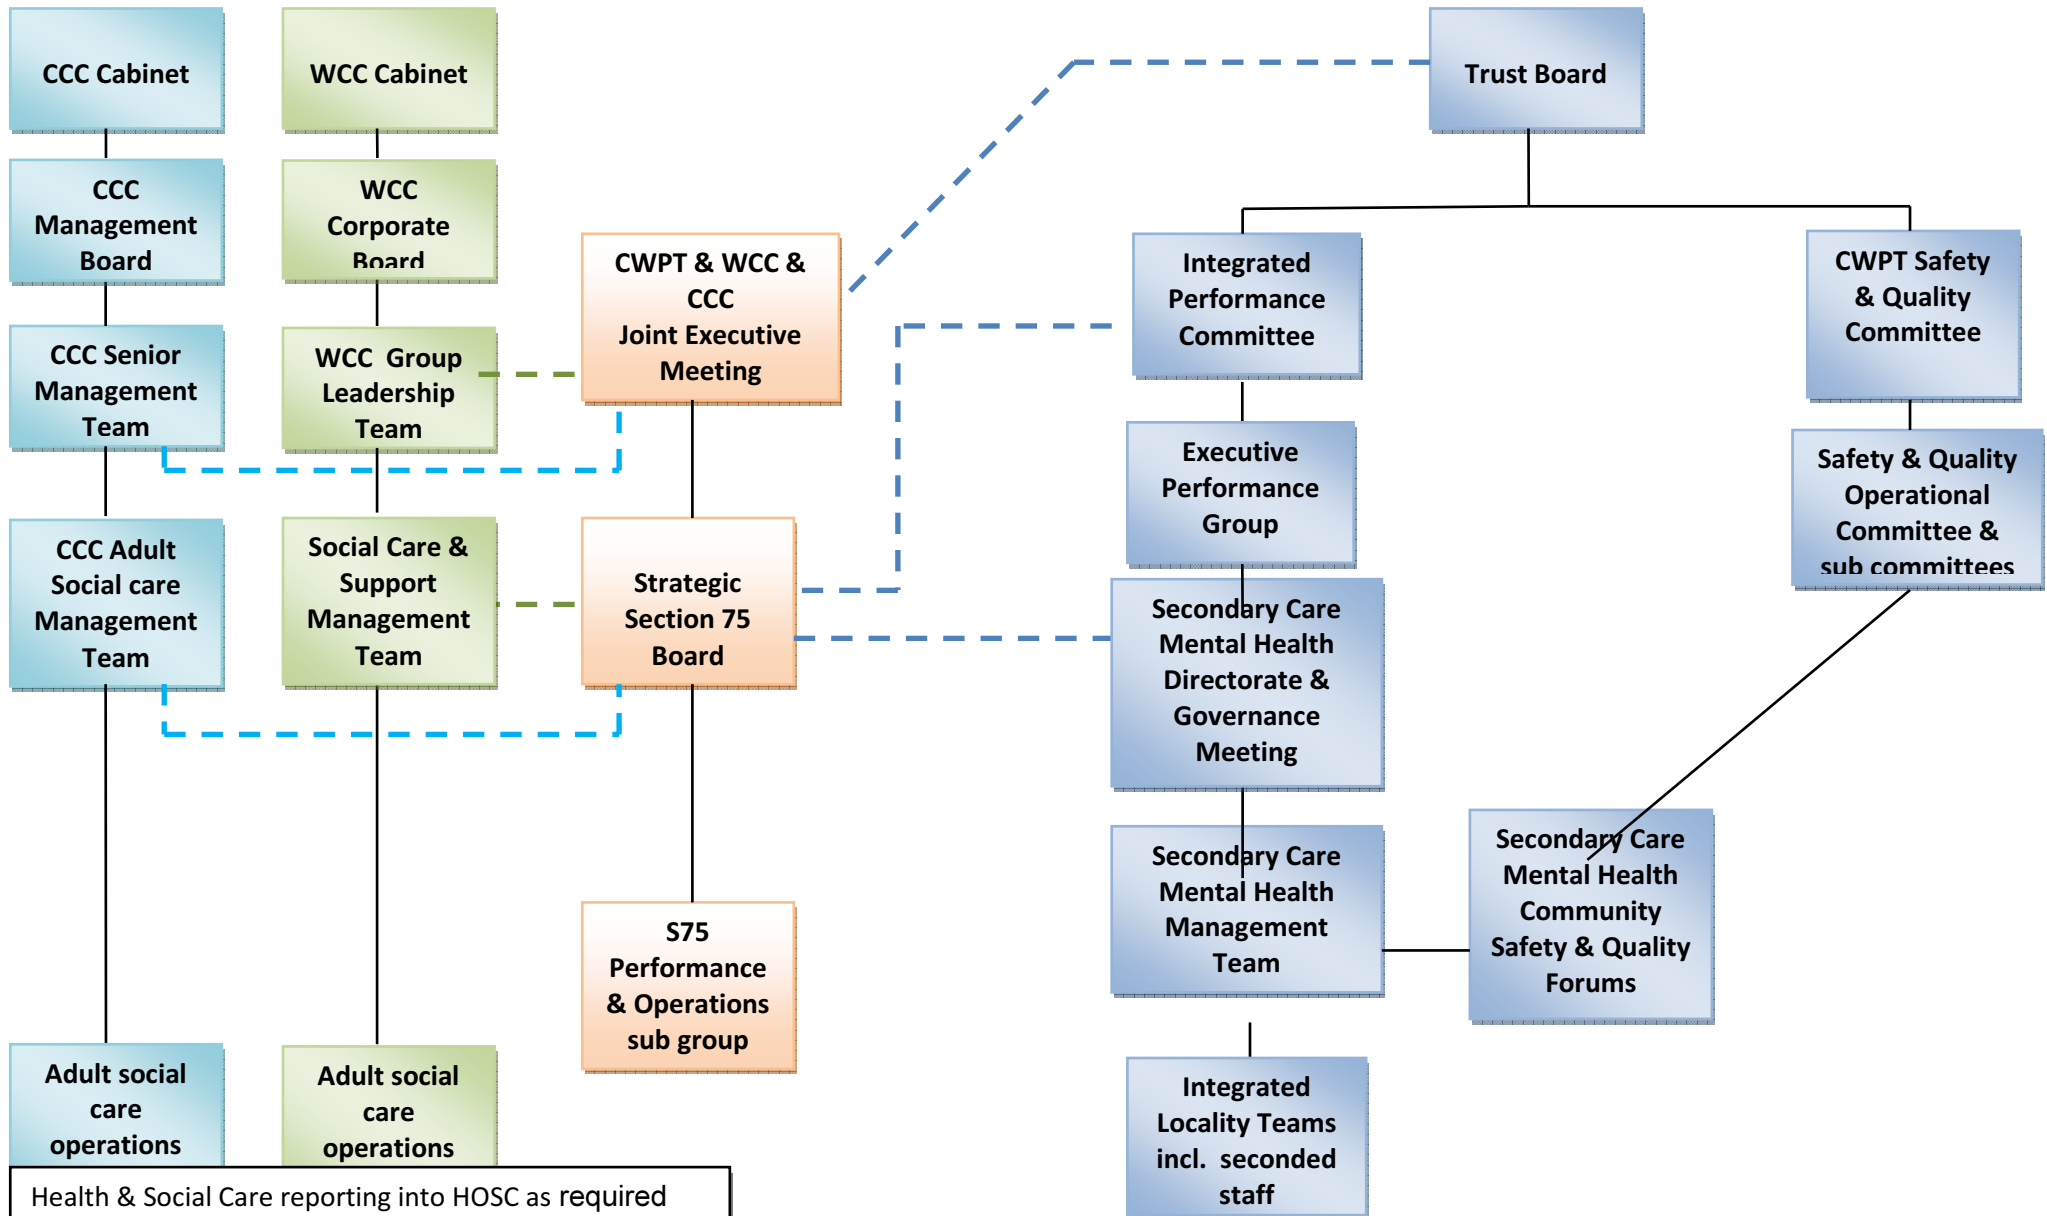 CCC Cabinet
WCC Cabinet
Trust Board
CCC
Management
Board
WCC
Corporate
Board
CWPT & WCC &
CCC
Joint Executive
Meeting
Integrated
Performance
Committee
CWPT Safety
& Quality
Committee
CCC Senior
Management
Team
WCC Group
Leadership
Team
Executive
Performance
Group
Safety & Quality
Operational
Committee &
sub committees
CCC Adult
Social care
Management
Team
Social Care &
Support
Management
Team
Strategic
Section 75
Board
Secondary Care
Mental Health
Directorate &
Governance
Meeting
Secondary Care
Mental Health
Management
Team
Secondary Care
Mental Health
Community
Safety & Quality
Forums
S75
Performance
& Operations
sub group
Adult social
care
operations
Adult social
care
operations
Integrated
Locality Teams
incl. seconded
staff
Health & Social Care reporting into HOSC as required